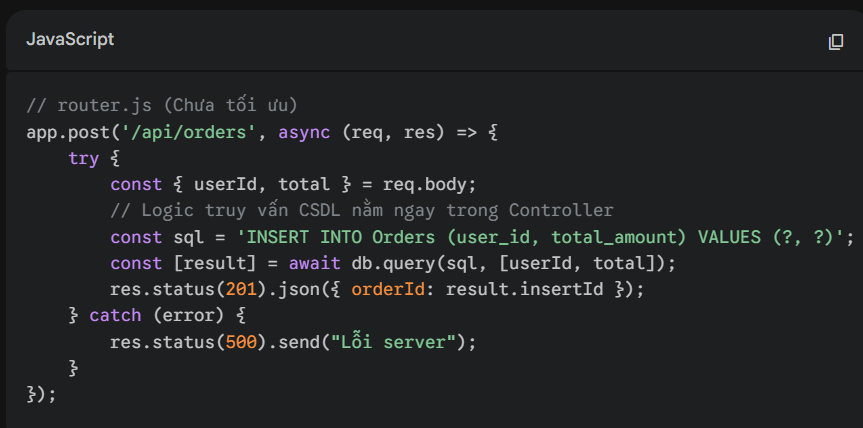 JavaScript
// router.js (Chưa tối ưu)
app.post('/api/orders', async (req, res) => {
    try {
        const { userId, total } = req.body;
        // Logic truy vấn CSDL nằm ngay trong Controller
        const sql = 'INSERT INTO Orders (user_id, total_amount) VALUES (?, ?)';
        const [result] = await db.query(sql, [userId, total]);
        res.status(201).json({ orderId: result.insertId });
    } catch (error) {
        res.status(500).send("Lỗi server");
    }
});